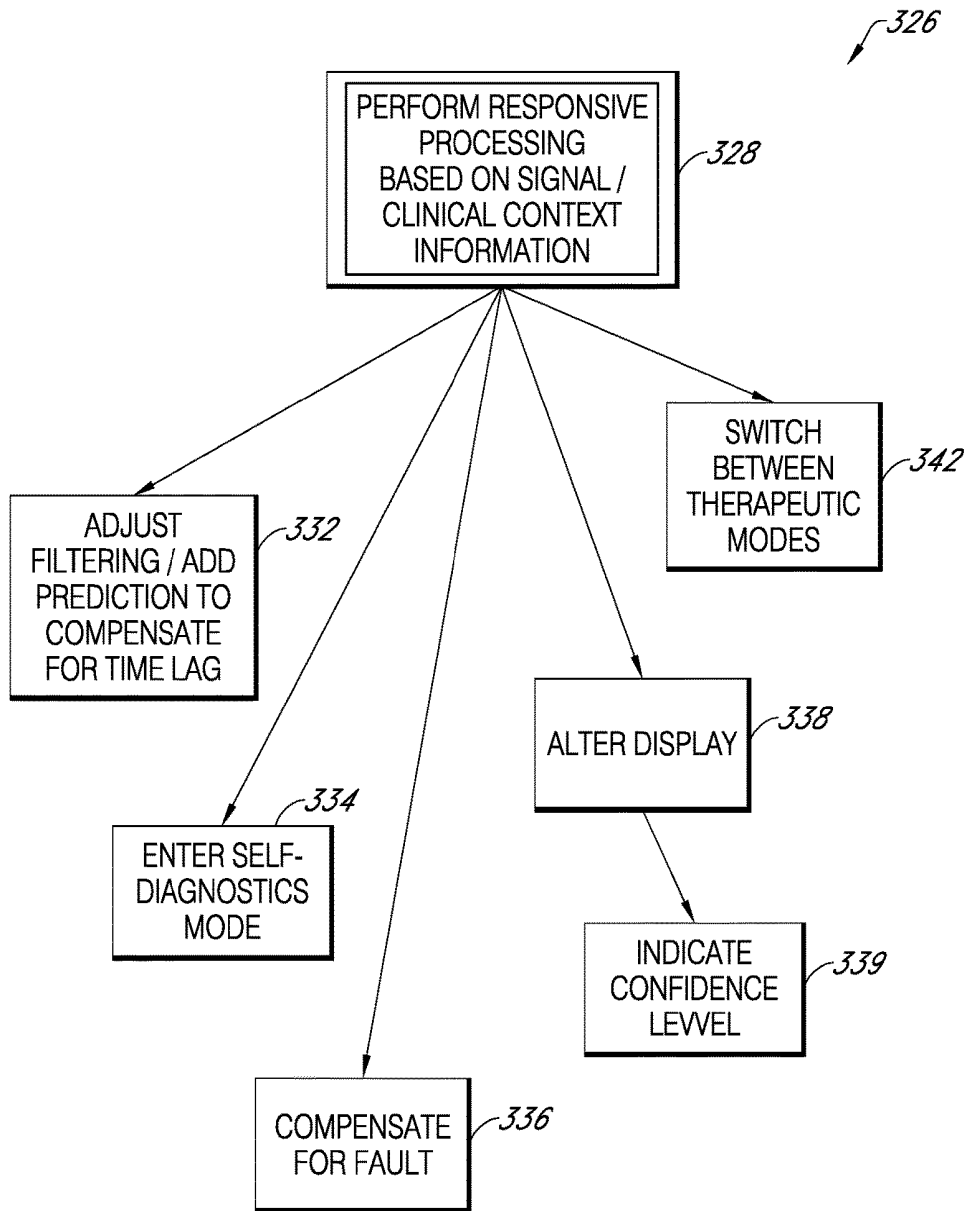 326
PERFORM RESPONSIVE
PROCESSING
BASED ON SIGNAL /
CLINICAL CONTEXT
INFORMATION
328
SWITCH
BETWEEN
THERAPEUTIC
MODES
342
ADJUST
FILTERING / ADD
PREDICTION TO
COMPENSATE
FOR TIME LAG
332
ALTER DISPLAY
338
ENTER SELF-
DIAGNOSTICS
MODE
334
INDICATE
CONFIDENCE
LEVVEL
339
COMPENSATE
FOR FAULT
336